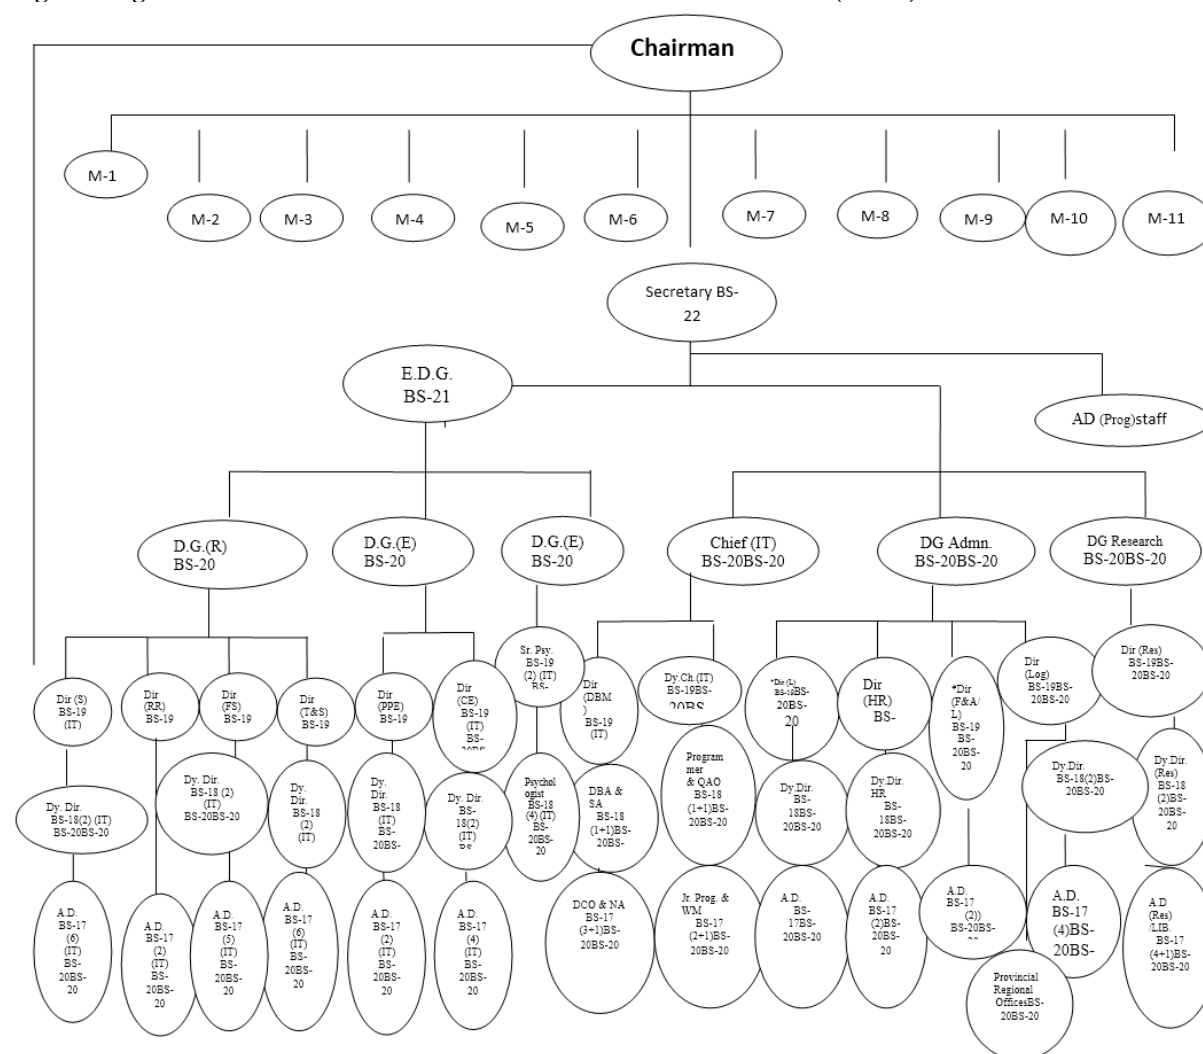 Chairman
M-1
M-2
M-3
M-4
M-5
M-6
M-7
M-8
M-9
M-10
M-11
Secretary BS-
22
E.D.G.
BS-21
AD (Prog)staff
D.G.(R)
BS-20
D.G.(E)
BS-20
D.G.(E)
BS-20
Chief (IT)
BS-20BS-20
DG Admn.
BS-20BS-20
DG Research
BS-20BS-20
Dir (S)
BS-19
(IT)
Dir
(RR)
BS-19
Dir
(FS)
BS-19
Dir
(T&S)
BS-19
Dir
(PPE)
BS-19
Dir
(CE)
BS-19
(IT)
BS-
20BS-
Sr. Psy.
BS-19
(2) (IT)
BS-
Dir
(DBM
)
BS-19
(IT)
Dy.Ch.(IT)
BS-19BS-
20BS
*Dir (L)
BS-19BS-
20BS-
20
Dir
(HR)
BS-
*Dir
(F&A/
L)
BS-19
BS-
20BS-
20
Dir
(Log)
BS-19BS-
20BS-20
Dir (Res)
BS-19BS-
20BS-20
Dy. Dir.
BS-18(2) (IT)
BS-20BS-20
Dy. Dir.
BS-18 (2)
(IT)
BS-20BS-20
Dy.
Dir.
BS-18
(2)
(IT)
Dy.
Dir.
BS-18
(IT)
BS-
20BS-20
Dy. Dir.
BS-
18(2)
(IT)
BS
Psychol
ogist
BS-18
(4) (IT)
BS-
20BS-
20
DBA &
SA
BS-18
(1+1)BS-
20BS-
Program
mer
& QAO
BS-18
(1+1)BS-
20BS-20
Dy.Dir.
BS-
18BS-
20BS-20
Dy.Dir.
HR
BS-
18BS-
20BS-20
Dy.Dir.
BS-18(2)BS-
20BS-20
Dy.Dir.
(Res)
BS-18
(2)BS-
20BS-
20
A.D.
BS-17
(6)
(IT)
BS-
20BS-
20
A.D.
BS-17
(2)
(IT)
BS-
20BS-
20
A.D.
BS-17
(5)
(IT)
BS-
20BS-
20
A.D.
BS-17
(6)
(IT)
BS-
20BS-
20
A.D.
BS-17
(2)
(IT)
BS-
20BS-
20
A.D.
BS-17
(4)
(IT)
BS-
20BS-
20
DCO & NA
BS-17
(3+1)BS-
20BS-20
Jr. Prog. &
WM
BS-17
(2+1)BS-
20BS-20
A.D.
BS-
17BS-
20BS-20
A.D.
BS-17
(2)BS-
20BS-
20
A.D.
BS-17
(2))
BS-20BS-
A.D.
BS-17
(4)BS-
20BS-
A.D
(Res)
/LIB.
BS-17
(4+1)BS-
20BS-20
Provincial
Regional
OfficesBS-
20BS-20